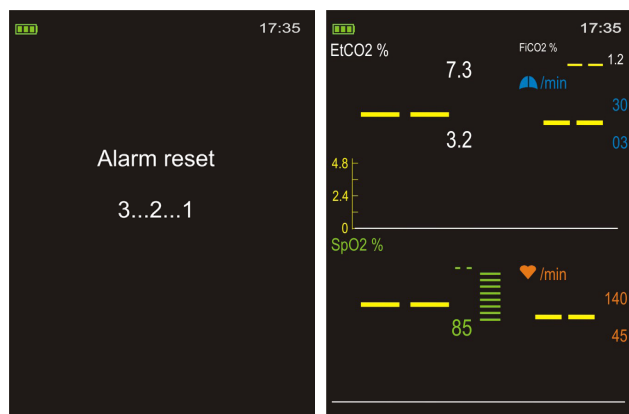 17:35
Alarm reset
3...2...1
17:35
EtCO2 %
FiCO2 %
7.3
1.2
/min
30
3.2
03
4.8
2.4
0
SpO2 %
- -
/min
140
85
45